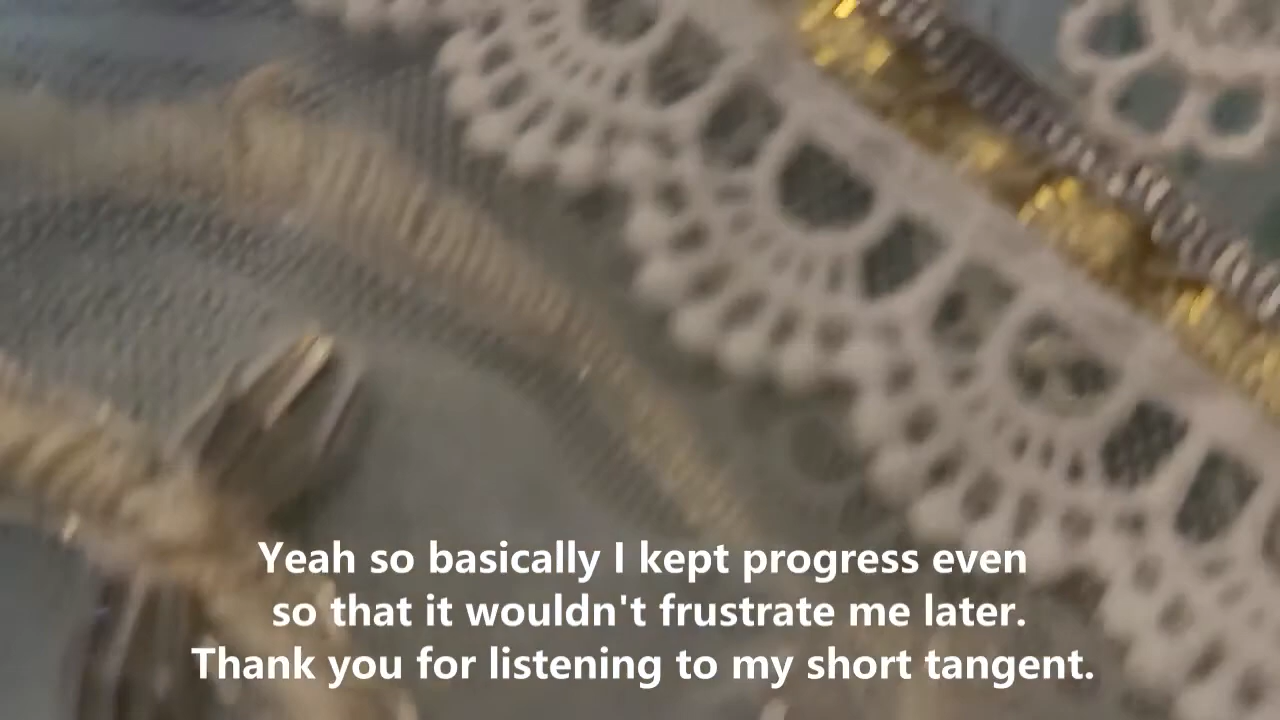 Yeah so basically I kept progress even
so that it wouldn't frustrate me later.
Thank you for listening to my short tangent.